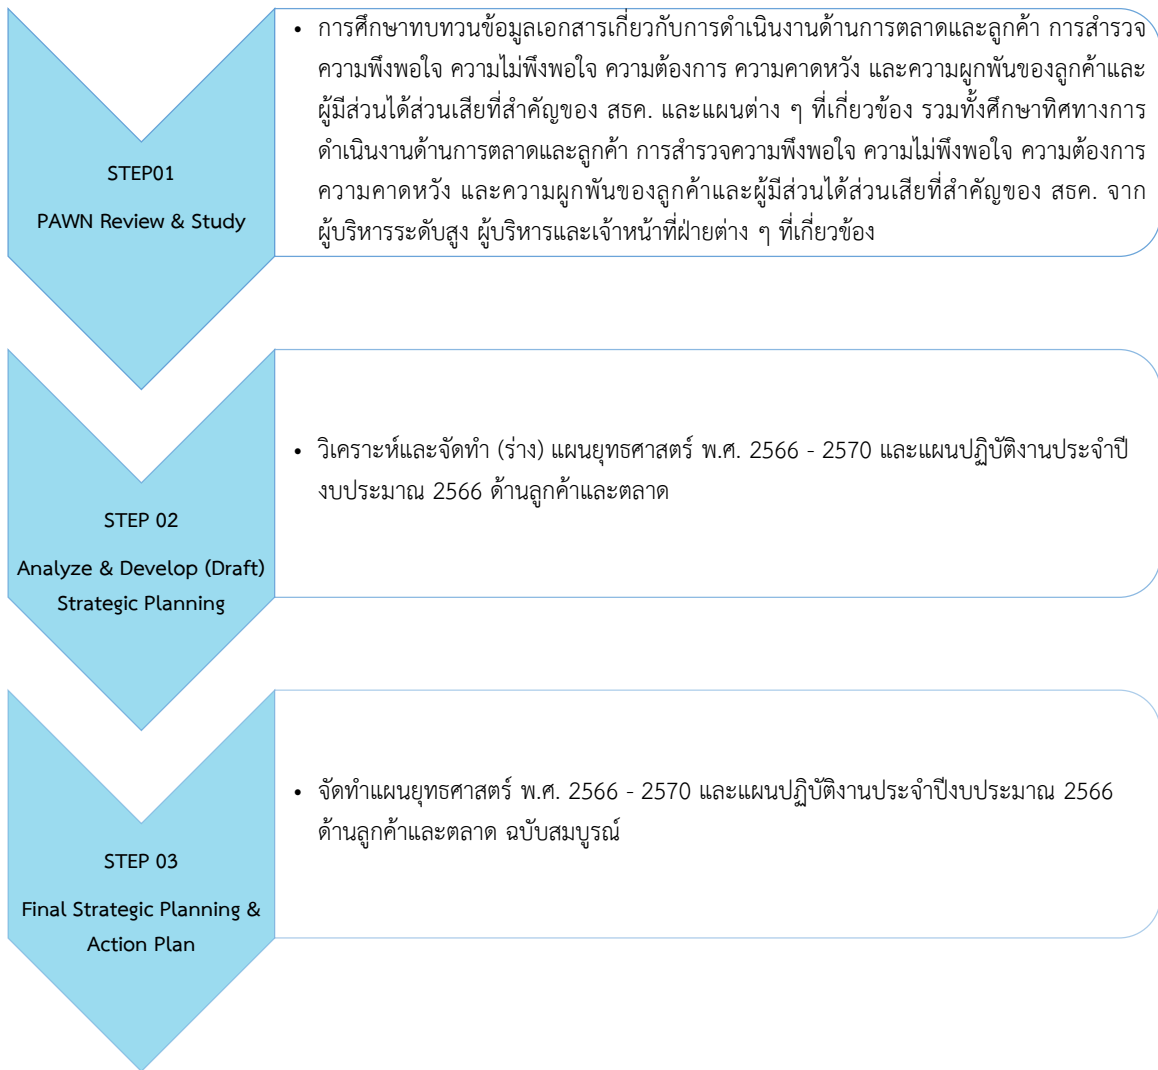 STEP01
PAWN Review & Study
• การศึกษาทบทวนข้อมูลเอกสารเกี่ยวกับการดำเนินงานด้านการตลาดและลูกค้า การสำรวจ
ความพึงพอใจ ความไม่พึงพอใจ ความต้องการ ความคาดหวัง และความผูกพันของลูกค้าและ
ผู้มีส่วนได้ส่วนเสียที่สำคัญของ สธค. และแผนต่าง ๆ ที่เกี่ยวข้อง รวมทั้งศึกษาทิศทางการ
ดำเนินงานด้านการตลาดและลูกค้า การสำรวจความพึงพอใจ ความไม่พึงพอใจ ความต้องการ
ความคาดหวัง และความผูกพันของลูกค้าและผู้มีส่วนได้ส่วนเสียที่สำคัญของ สธค. จาก
ผู้บริหารระดับสูง ผู้บริหารและเจ้าหน้าที่ฝ่ายต่าง ๆ ที่เกี่ยวข้อง
STEP 02
Analyze & Develop (Draft)
Strategic Planning
• วิเคราะห์และจัดทำ (ร่าง) แผนยุทธศาสตร์ พ.ศ. 2566 - 2570 และแผนปฏิบัติงานประจำปี
งบประมาณ 2566 ด้านลูกค้าและตลาด
STEP 03
Final Strategic Planning &
Action Plan
• จัดทำแผนยุทธศาสตร์ พ.ศ. 2566 - 2570 และแผนปฏิบัติงานประจำปีงบประมาณ 2566
ด้านลูกค้าและตลาด ฉบับสมบูรณ์